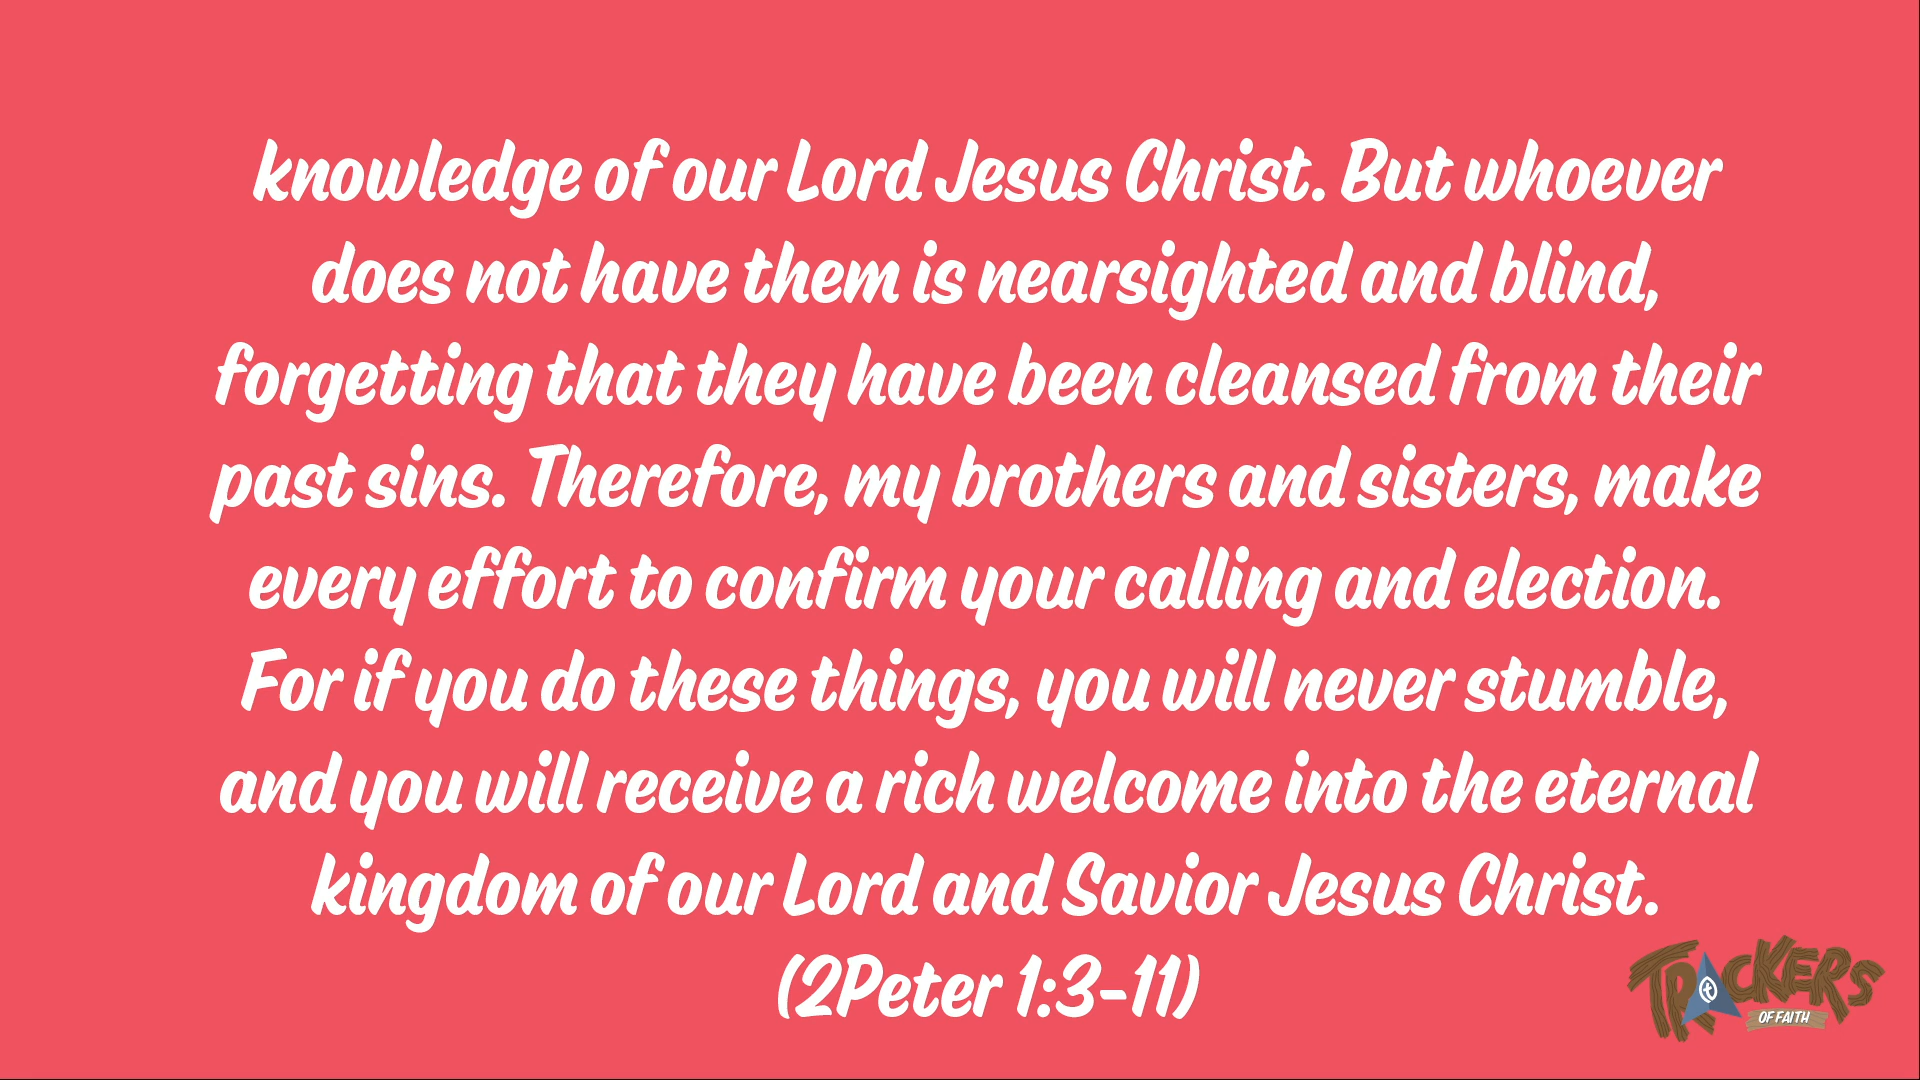 knowledge of our Lord Jesus Christ. But whoever
does not have them is nearsighted and blind,
forgetting that they have been cleansed from their
past sins. Therefore, my brothers and sisters, make
every effort to confirm your calling and election.
For if you do these things, you will never stumble,
and you will receive a rich welcome into the eternal
kingdom of our Lord and Savior Jesus Christ.
(2Peter 1:3-11)
TRACKERS
OF FAITH